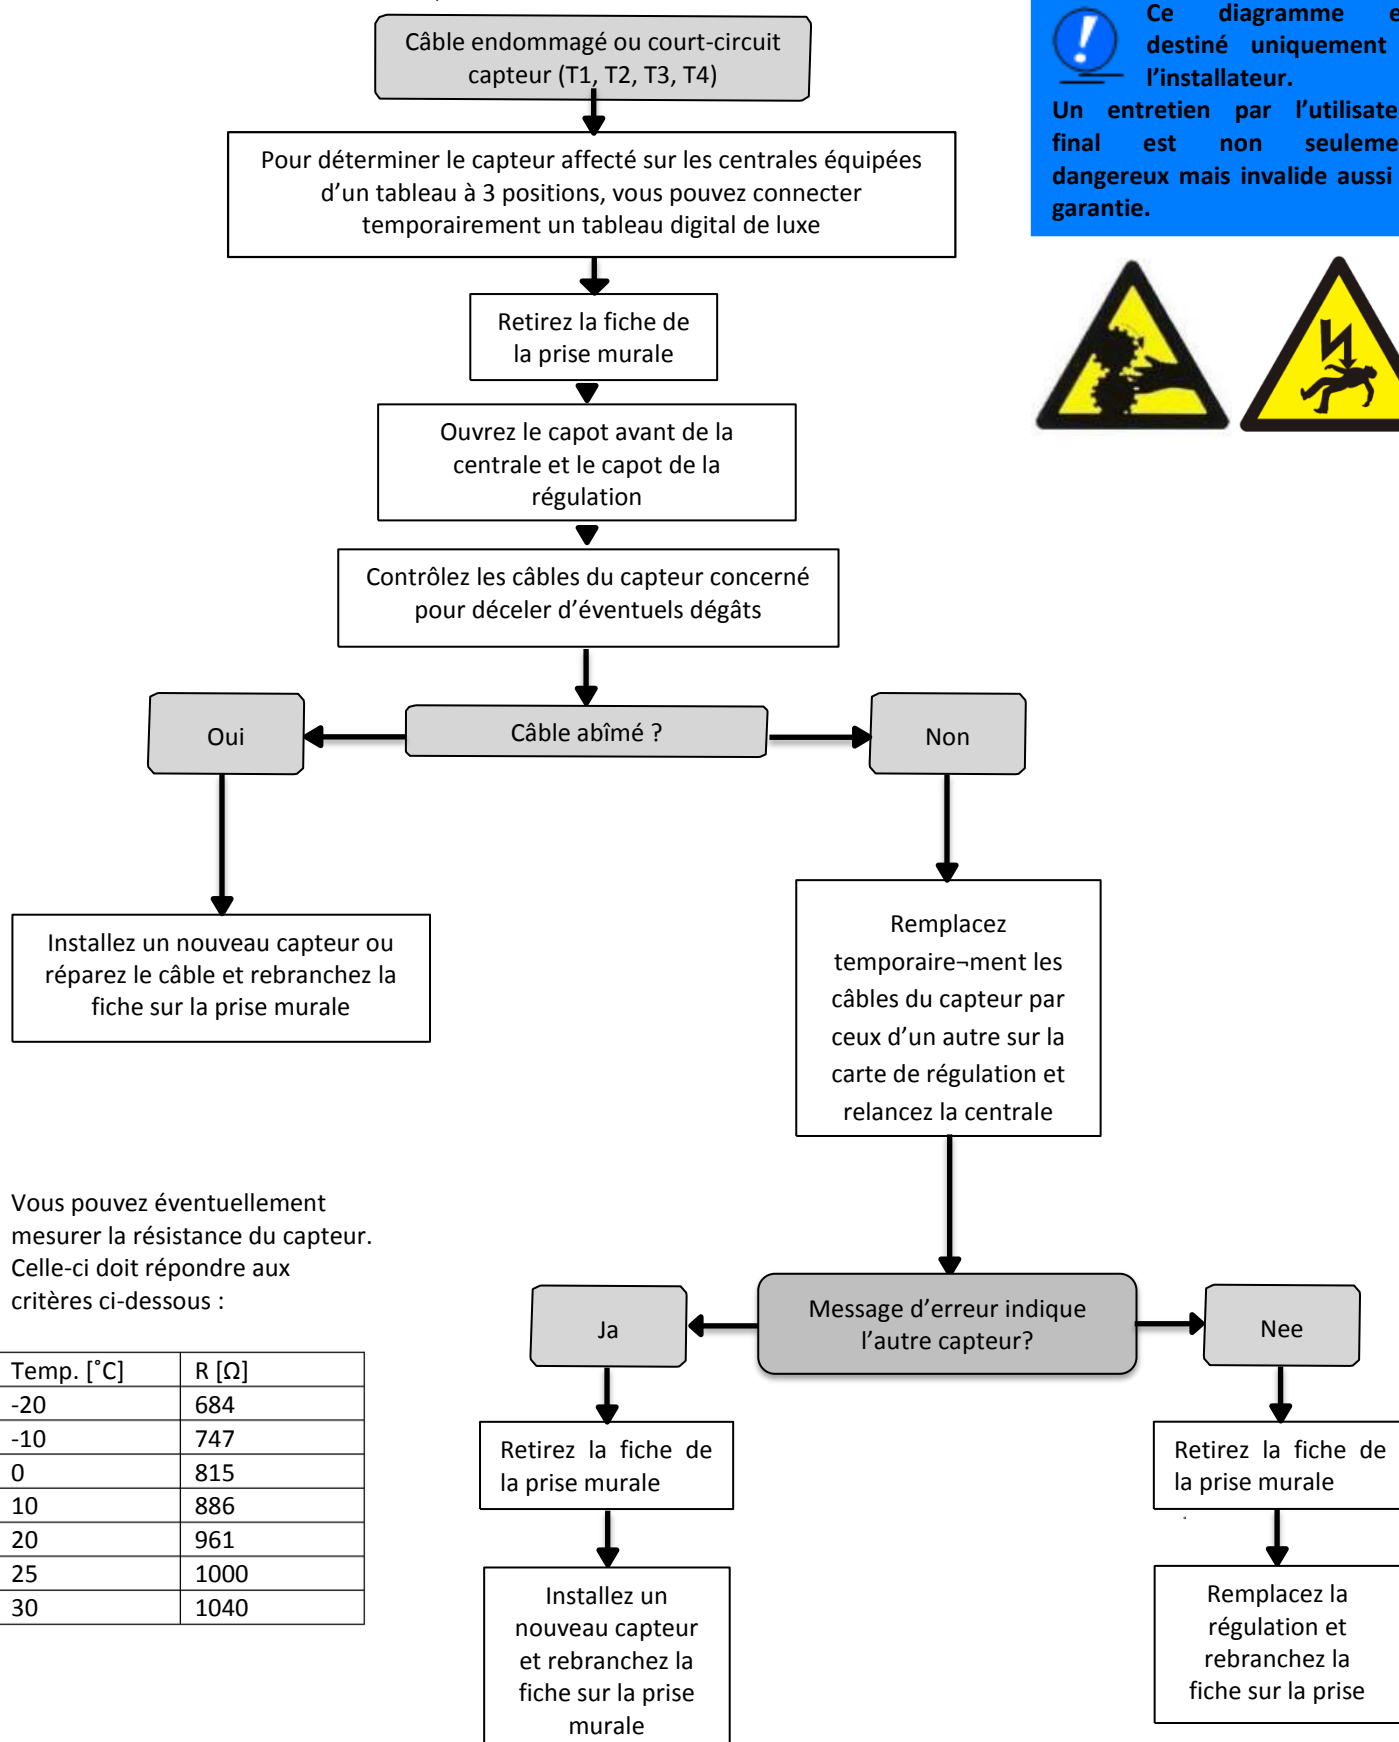 Câble endommagé ou court-circuit
capteur (T1, T2, T3, T4)
Ce diagramme
destiné uniquement
l’installateur.
Un entretien par
final est non
dangereux mais invalide aussi
garantie.
Pour déterminer le capteur affecté sur les centrales équipées
d’un tableau à 3 positions, vous pouvez connecter
temporairement un tableau digital de luxe
Retirez la fiche de
la prise murale
Ouvrez le capot avant de la
centrale et le capot de la
régulation
Contrôlez les câbles du capteur concerné
pour déceler d’éventuels dégâts
Oui
Câble abîmé ?
Non
Installez un nouveau capteur ou
réparez le câble et rebranchez la
fiche sur la prise murale
Remplacez
temporaire¬ment les
câbles du capteur par
ceux d’un autre sur la
carte de régulation et
relancez la centrale
Vous pouvez éventuellement
mesurer la résistance du capteur.
Celle-ci doit répondre aux
critères ci-dessous :
Temp. [˚C] R [Ω]
-20 684
-10 747
0 815
10 886
20 961
25 1000
30 1040
Ja
Message d’erreur indique
l’autre capteur?
Nee
Retirez la fiche de
la prise murale
Installez un
nouveau capteur
et rebranchez la
fiche sur la prise
murale
Retirez la fiche de
la prise murale
Remplacez la
régulation et
rebranchez la
fiche sur la prise